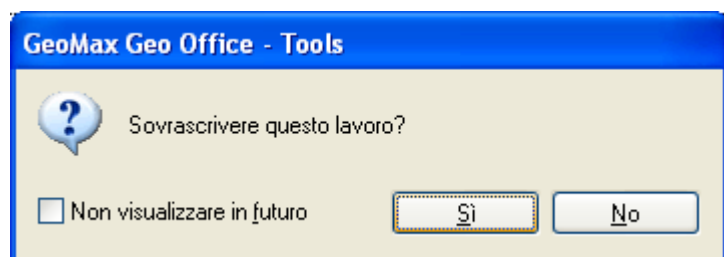 GeoMax Geo Office - Tools
Sovrascrivere questo lavoro?
Non visualizzare in futuro Sì No